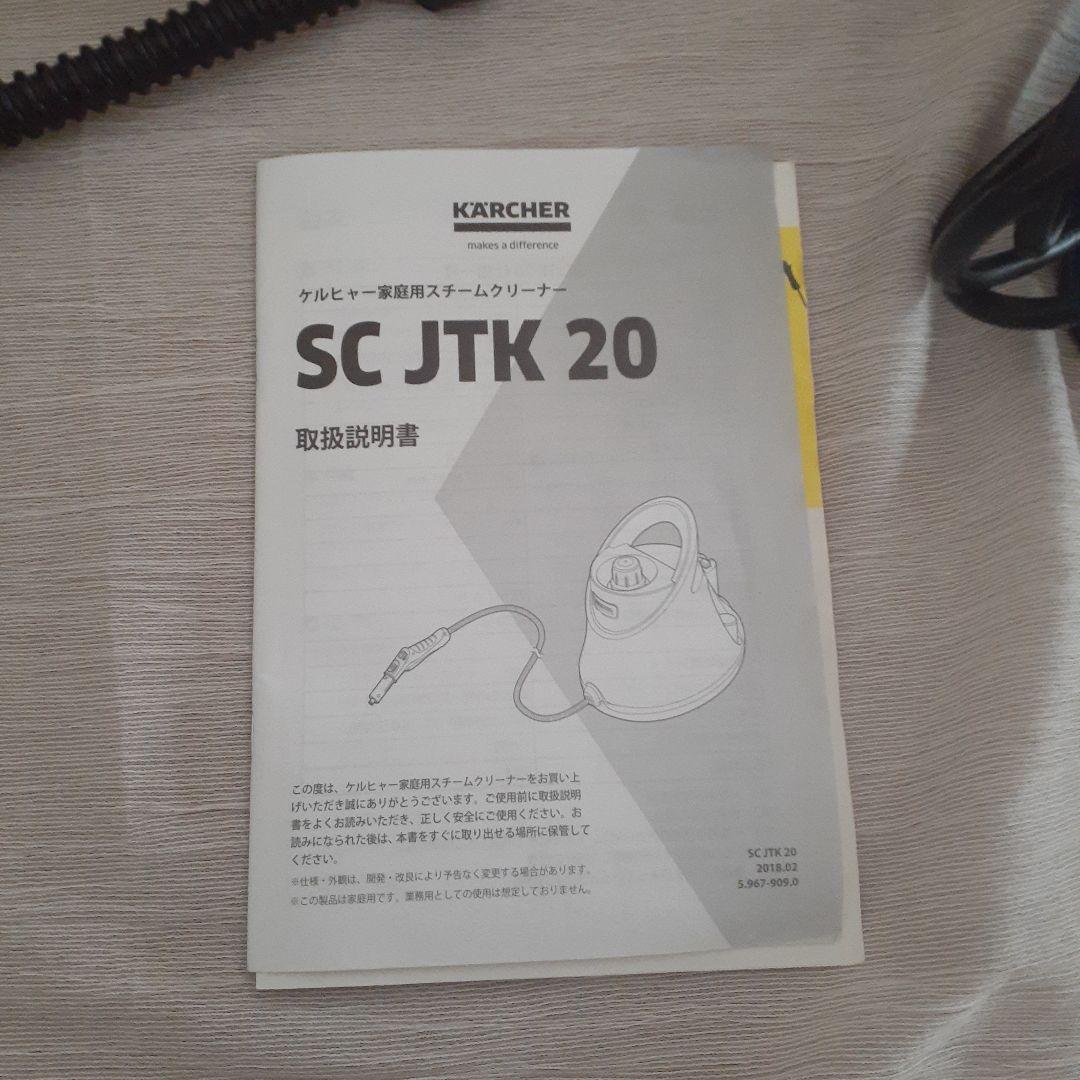 KÄRCHER
makes a difference
ケルヒャー家庭用スチームクリーナー
SC JTK 20
取扱説明書
この度は、ケルヒャー家庭用スチームクリーナーをお買い上
げいただき誠にありがとうございます。ご使用前に取扱説明
書をよくお読みいただき、正しく安全にご使用ください。お
読みになられた後は、本書をすぐに取り出せる場所に保管して
ください。
※仕様・外観は、開発・改良により予告なく変更する場合があります。
※この製品は家庭用です。業務用としての使用は想定しておりません。
SC JTK 20
2018.02
5.967-909.0